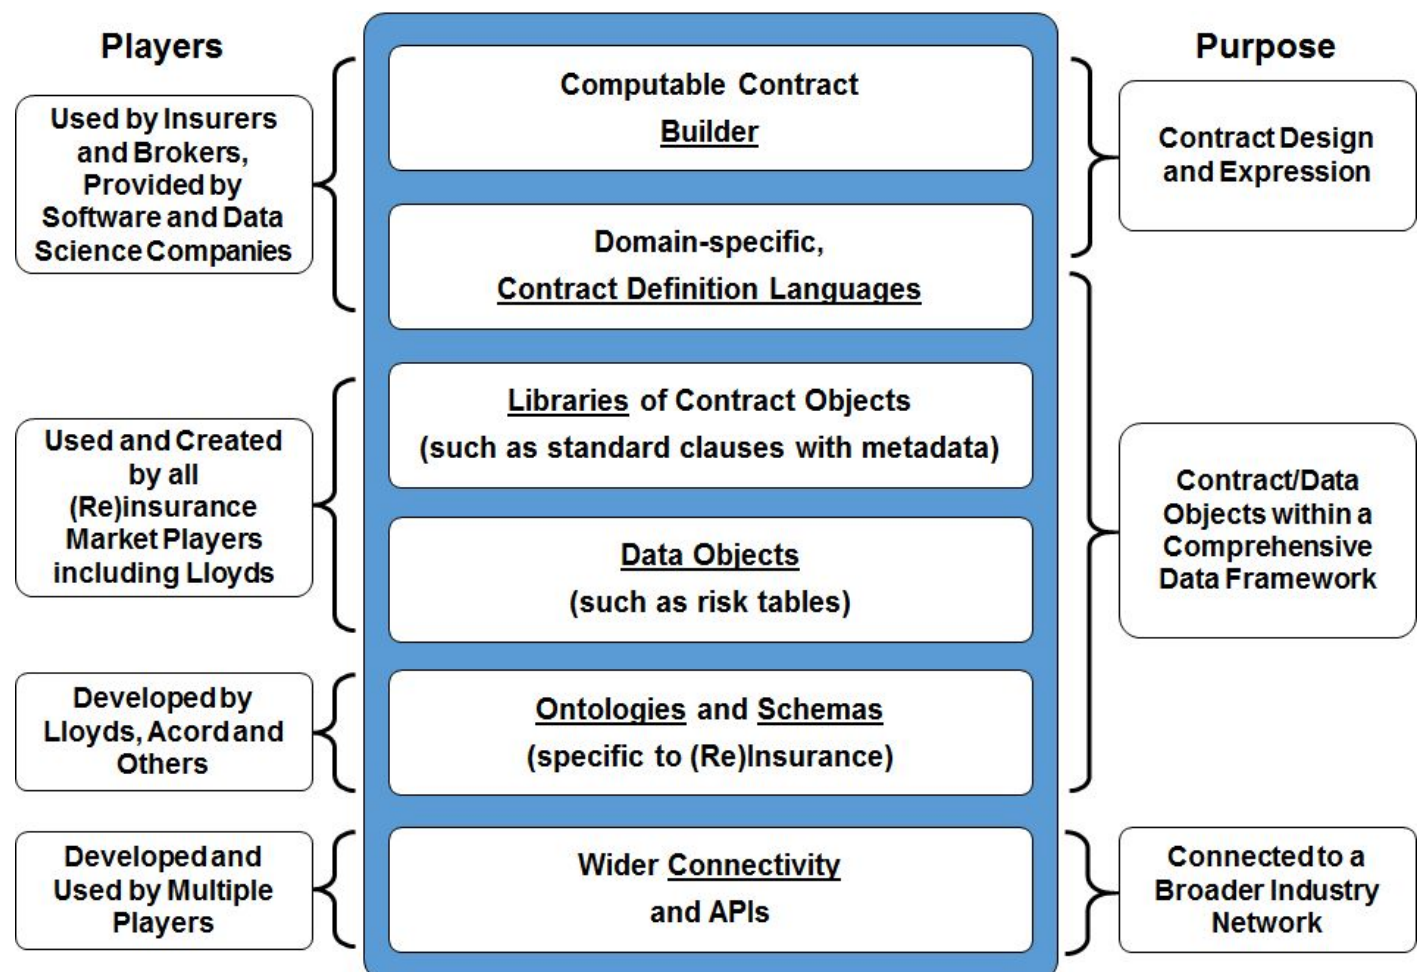 Players
Used by Insurers
and Brokers,
Provided by
Software and Data
Science Companies
Used and Created
by all
(Re)insurance
Market Players
including Lloyds
Developed by
Lloyds, Acord and
Others
Developed and
Used by Multiple
Players
Computable Contract
Builder
Domain-specific,
Contract Definition Languages
Libraries of Contract Objects
(such as standard clauses with metadata)
Data Objects
(such as risk tables)
Ontologies and Schemas
(specific to (Re)Insurance)
Wider Connectivity
and APIs
Purpose
Contract Design
and Expression
Contract/Data
Objects within a
Comprehensive
Data Framework
Connected to a
Broader Industry
Network